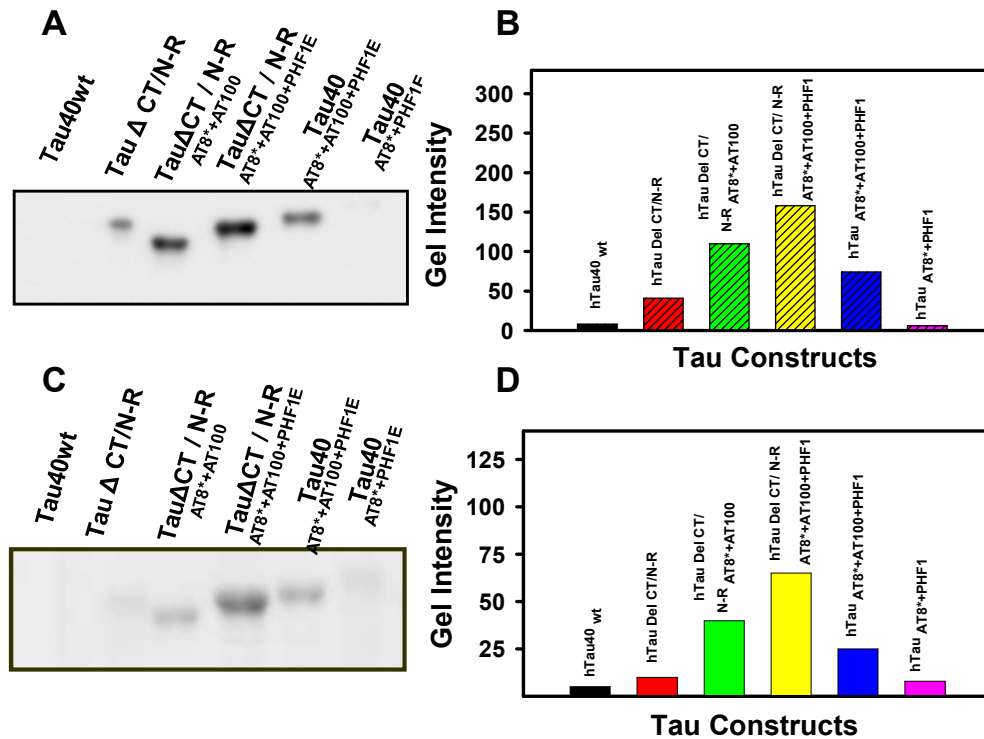 A
Tau40wt
Tau Δ CT/N-R
TauΔCT / N-R
AT8*+AT100
TauΔCT / N-R
AT8*+AT100+PHF1E
Tau40
AT8*+AT100+PHF1E
Tau40
AT8*+PHF1F
B
Gel Intensity
300
250
200
150
100
50
0
hTau40 wt
hTau Del CT/N-R
hTau Del CT/
N-R AT8*+AT100
hTau Del CT/ N-R
AT8*+AT100+PHF1
hTau AT8*+AT100+PHF1
hTau AT8*+PHF1
Tau Constructs
C
Tau40wt
Tau Δ CT/N-R
TauΔCT / N-R
AT8*+AT100
TauΔCT / N-R
AT8*+AT100+PHF1E
Tau40
AT8*+AT100+PHF1E
Tau40
AT8*+PHF1E
D
Gel Intensity
125
100
75
50
25
hTau40 wt
hTau Del CT/N-R
hTau Del CT/
N-R AT8*+AT100
hTau Del CT/ N-R
AT8*+AT100+PHF1
hTau AT8*+AT100+PHF1
hTau AT8*+PHF1
Tau Constructs